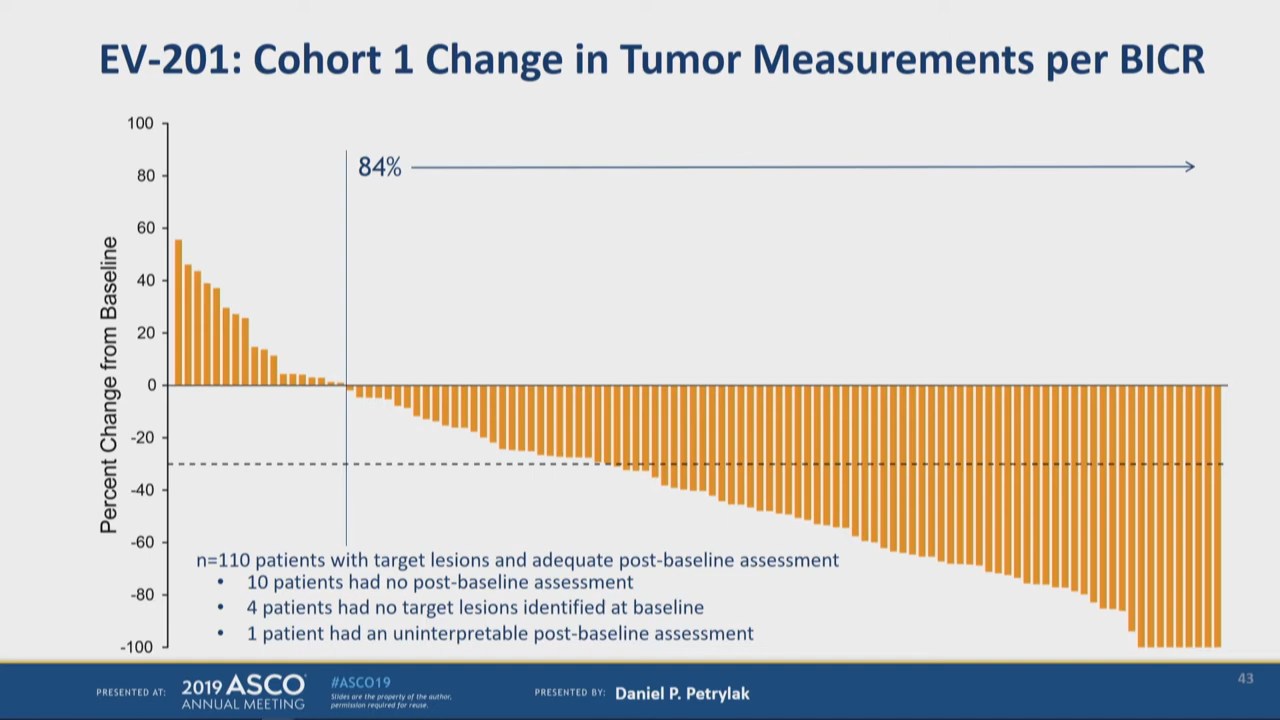 EV-201: Cohort 1 Change in Tumor Measurements per BICR
Percent Change from Baseline
100
80
60
40
20
0
-20
-40
-60
-80
-100
84%
n=110 patients with target lesions and adequate post-baseline assessment
• 10 patients had no post-baseline assessment
• 4 patients had no target lesions identified at baseline
• 1 patient had an uninterpretable post-baseline assessment
PRESENTED AT:
2019 ASCO
ANNUAL MEETING
#ASCO19
Slides are the property of the author,
permission required for reuse.
PRESENTED BY: Daniel P. Petrylak
43